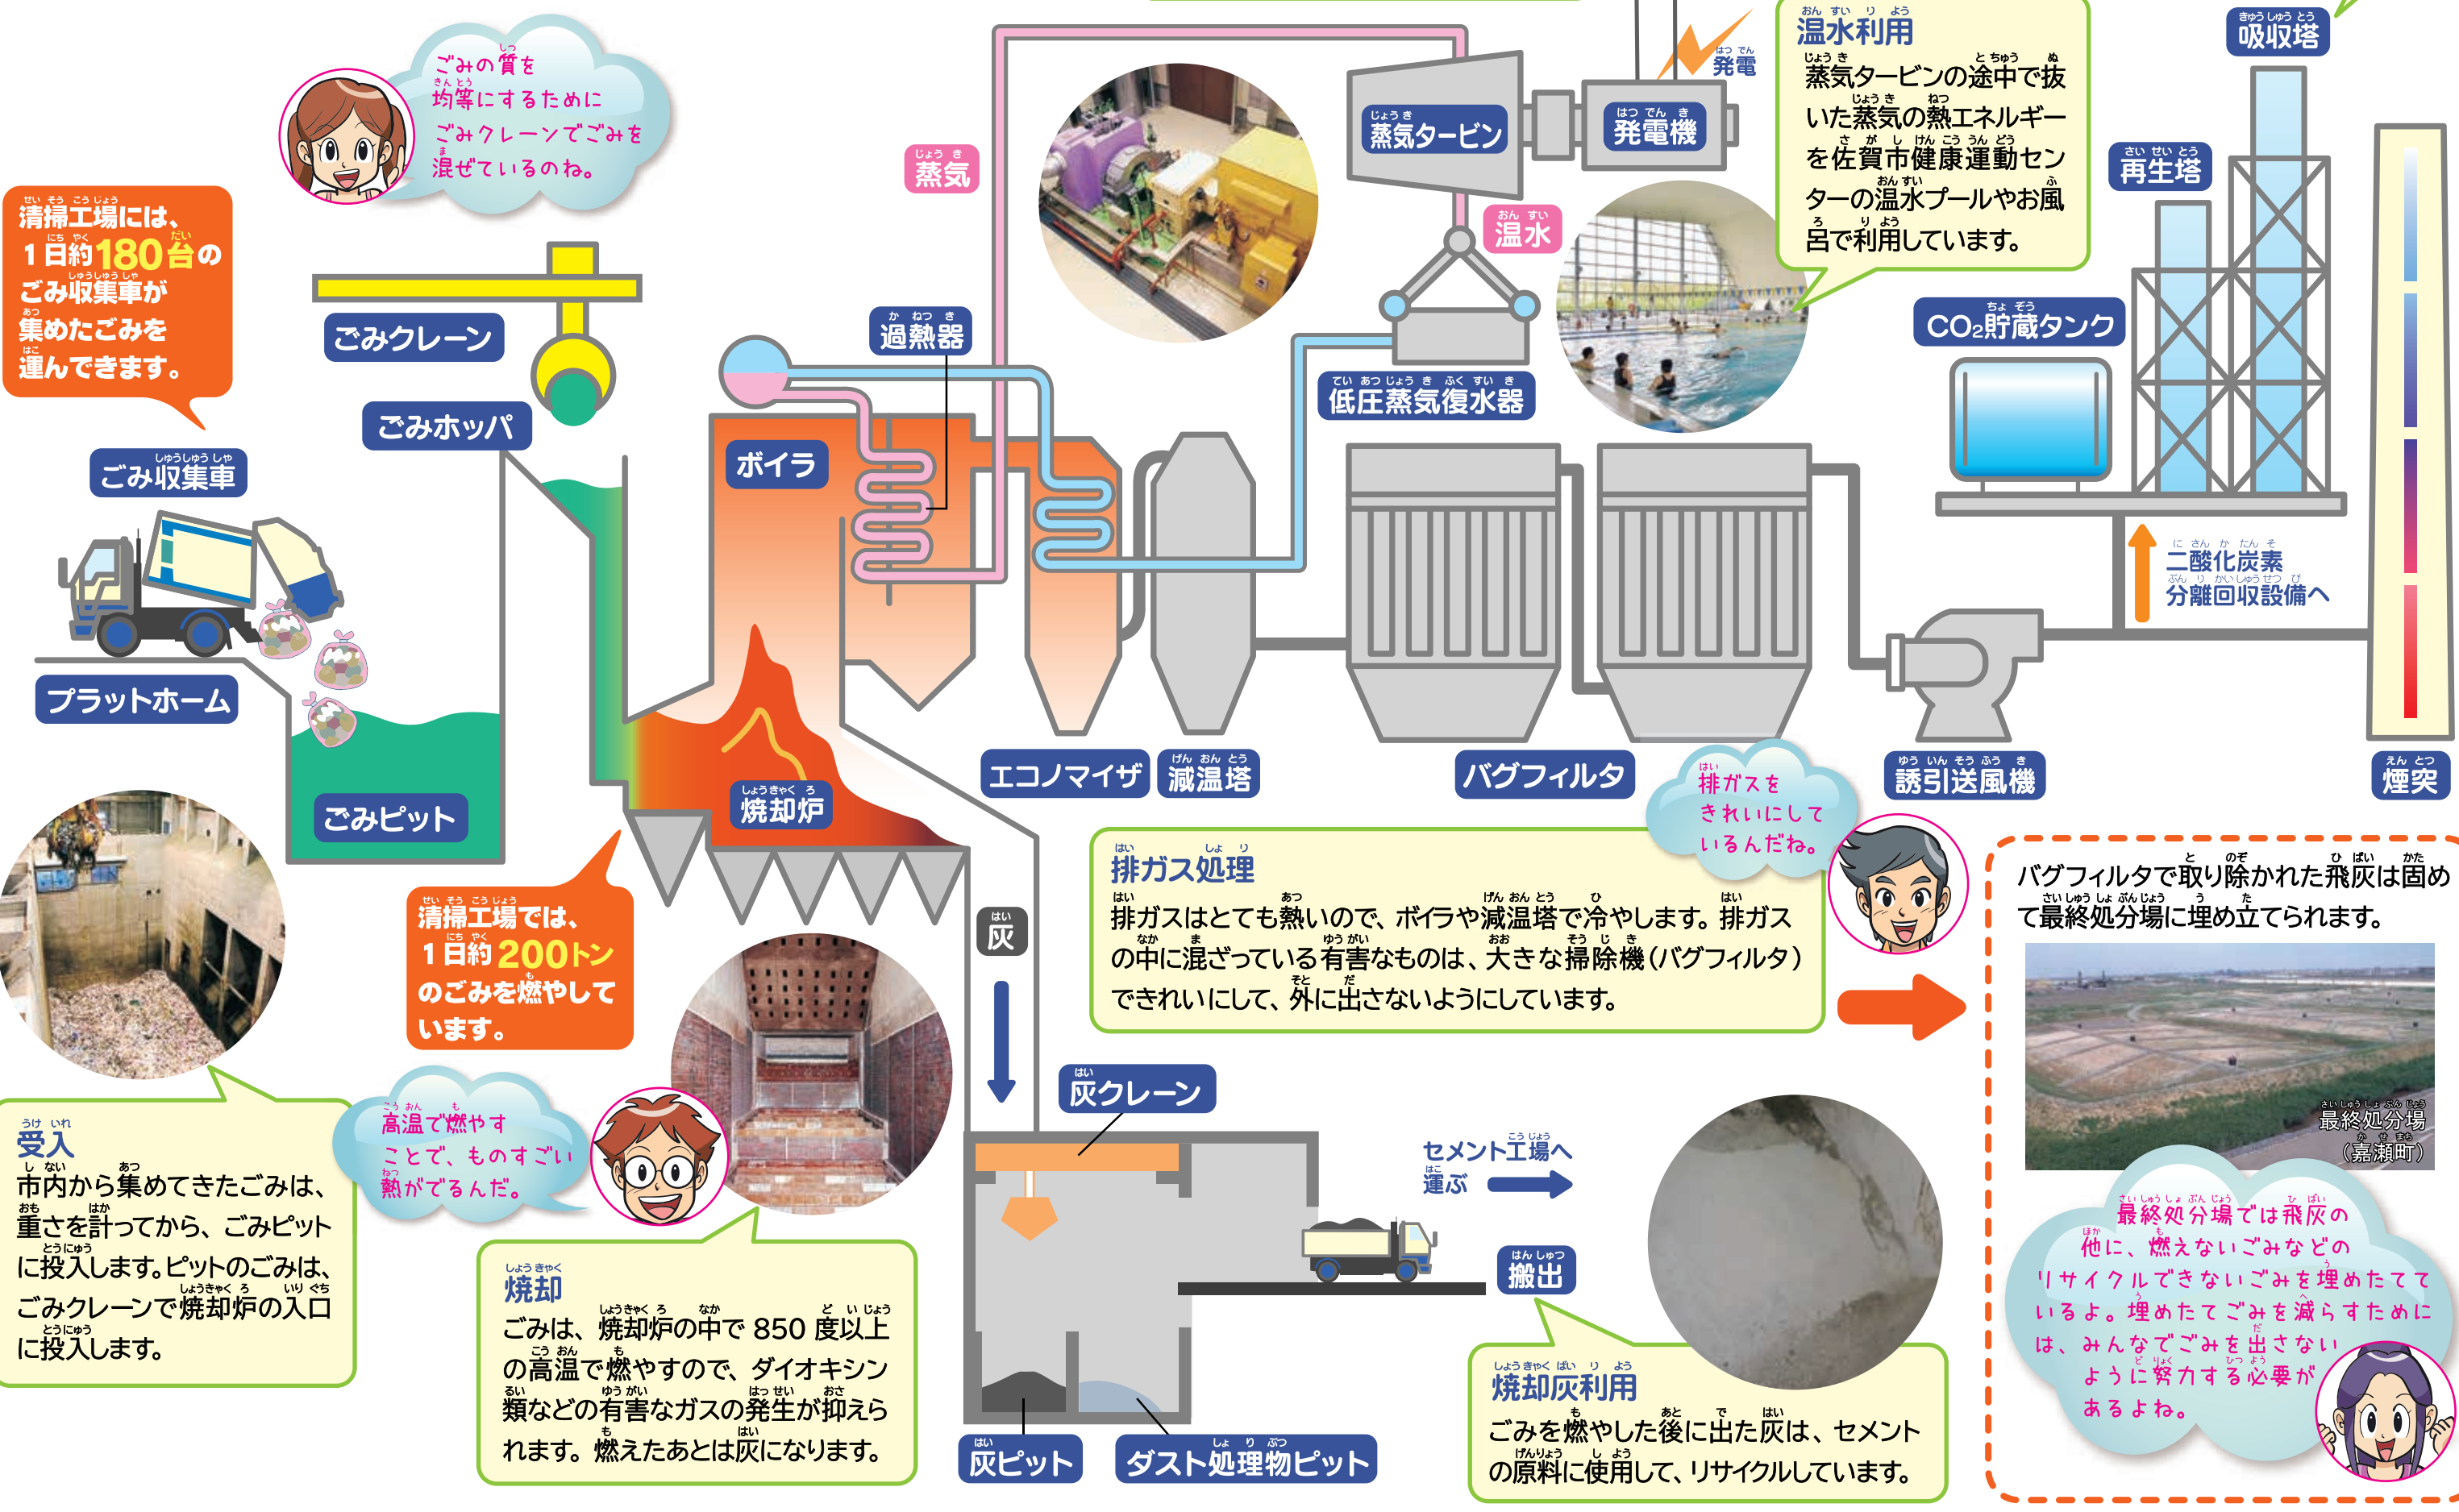 ごみの質を
均等にするために
ごみクレーンでごみを
混ぜているのね。
清掃工場には、
1日約180台の
ごみ収集車が
集めたごみを
運んできます。
ごみクレーン
ごみホッパ
ごみ収集車
プラットホーム
ごみピット
蒸気
過熱器
ボイラ
焼却炉
蒸気タービン
発電機
発電
温水
低圧蒸気復水器
温水利用
蒸気タービンの途中で抜
いた蒸気の熱エネルギー
を佐賀市健康運動セン
ターの温水プールやお風
呂で利用しています。
吸収塔
再生塔
CO₂貯蔵タンク
二酸化炭素
分離回収設備へ
エコノマイザ
減温塔
バグフィルタ
誘引送風機
煙突
排ガスを
きれいにして
いるんだね。
排ガス処理
排ガスはとても熱いので、ボイラや減温塔で冷やします。排ガス
の中に混ざっている有害なものは、大きな掃除機(バグフィルタ)
できれいにして、外に出さないようにしています。
清掃工場では、
1日約200トン
のごみを燃やして
います。
灰
受入
市内から集めてきたごみは、
重さを計ってから、ごみピット
に投入します。ピットのごみは、
ごみクレーンで焼却炉の入口
に投入します。
高温で燃やす
ことで、ものすごい
熱がでるんだ。
焼却
ごみは、焼却炉の中で 850 度以上
の高温で燃やすので、ダイオキシン
類などの有害なガスの発生が抑えら
れます。燃えたあとは灰になります。
灰クレーン
灰ピット
ダスト処理物ピット
セメント工場へ
運ぶ
搬出
焼却灰利用
ごみを燃やした後に出た灰は、セメント
の原料に使用して、リサイクルしています。
バグフィルタで取り除かれた飛灰は固め
て最終処分場に埋め立てられます。
最終処分場
(嘉瀬町)
最終処分場では飛灰の
他に、燃えないごみなどの
リサイクルできないごみを埋めたてて
いるよ。埋めたてごみを減らすために
は、みんなでごみを出さない
ように努力する必要が
あるよね。